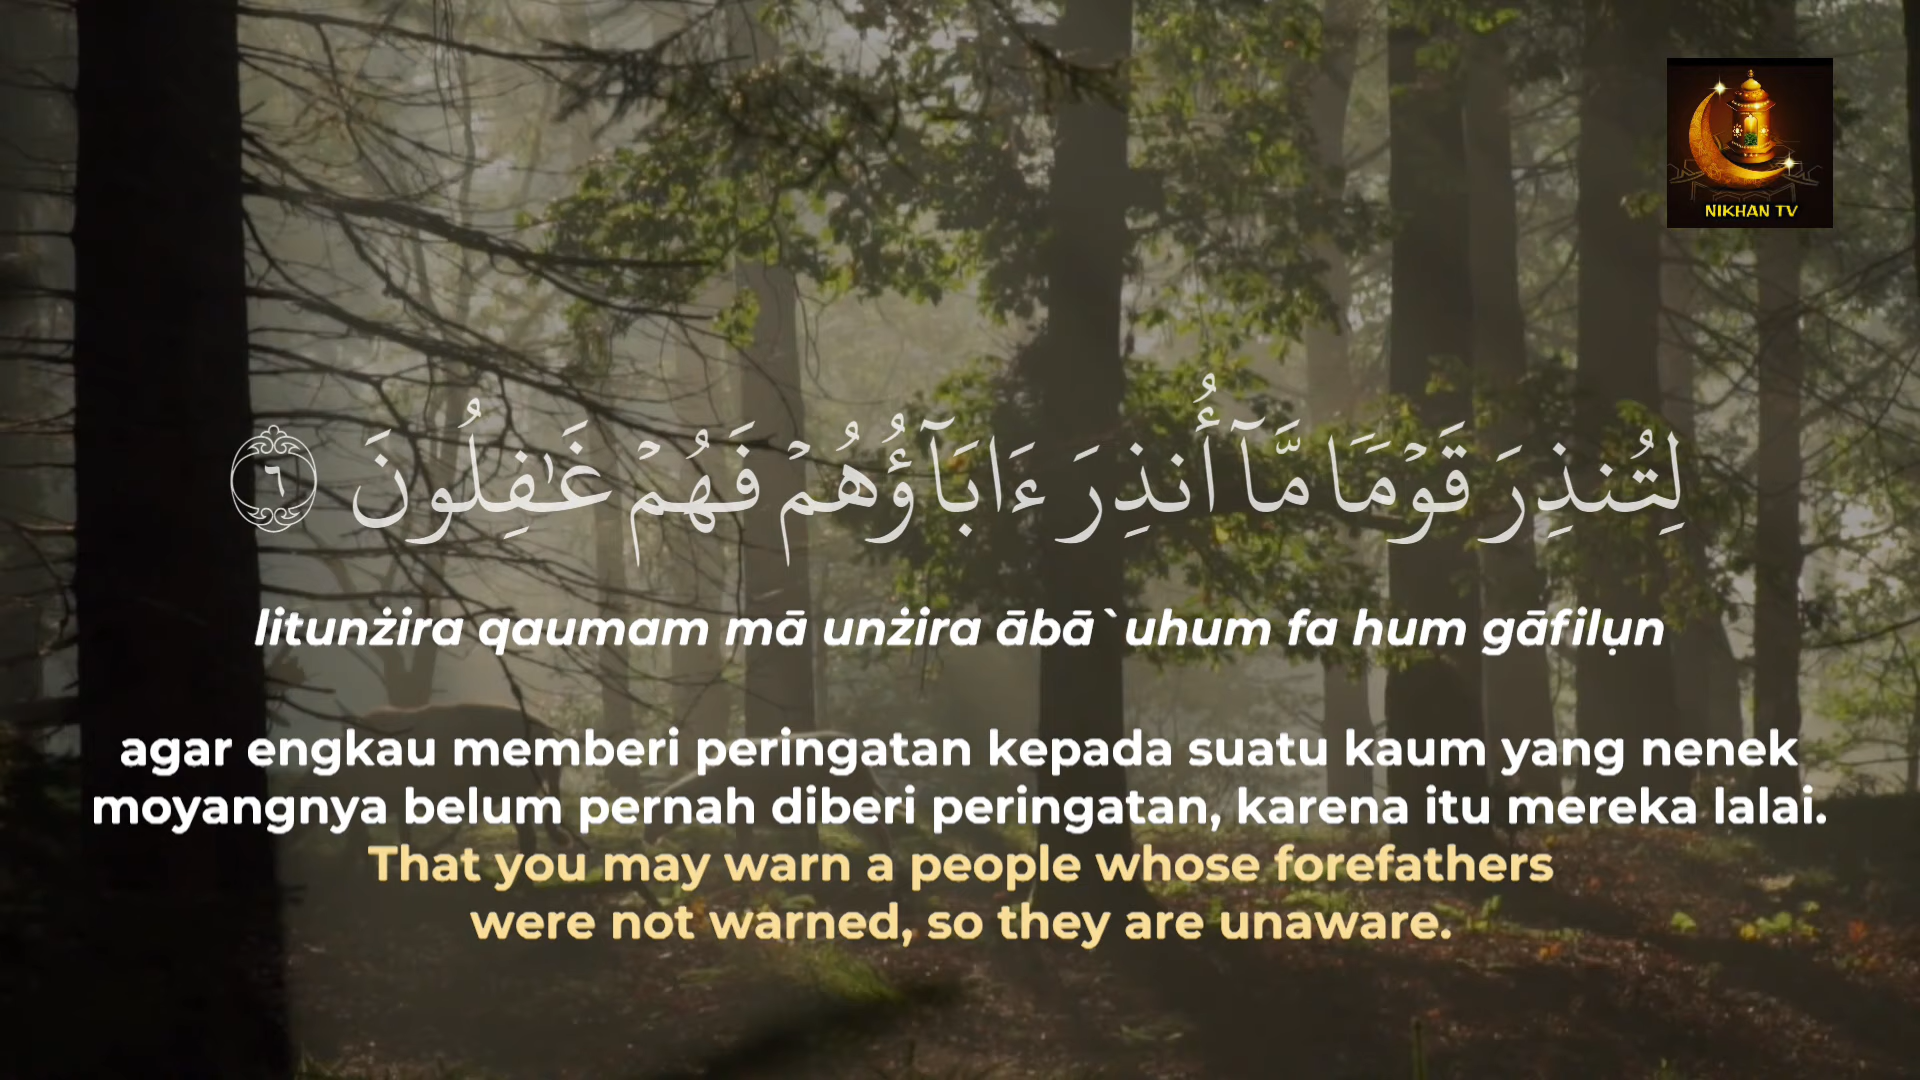 NIKHAN TV
لِتُنذِرَ قَوۡمٗا مَّآ أُنذِرَ ءَابَآؤُهُمۡ فَهُمۡ غَٰفِلُونَ ٦
litunżira qaumam mā unżira ābā`uhum fa hum gāfilụn
agar engkau memberi peringatan kepada suatu kaum yang nenek
moyangnya belum pernah diberi peringatan, karena itu mereka lalai.
That you may warn a people whose forefathers
were not warned, so they are unaware.